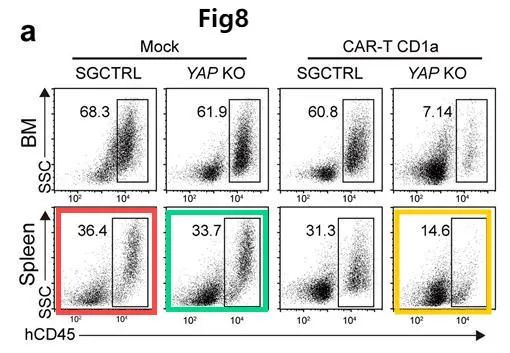 Fig8
a
Mock CAR-T CD1a
SGCTRL YAP KO SGCTRL YAP KO
BM
SSC
68.3 61.9 60.8 7.14
10² 10⁴ 10² 10⁴ 10² 10⁴ 10² 10⁴
Spleen
SSC
36.4 33.7 31.3 14.6
10² 10⁴ 10² 10⁴ 10² 10⁴ 10² 10⁴
hCD45